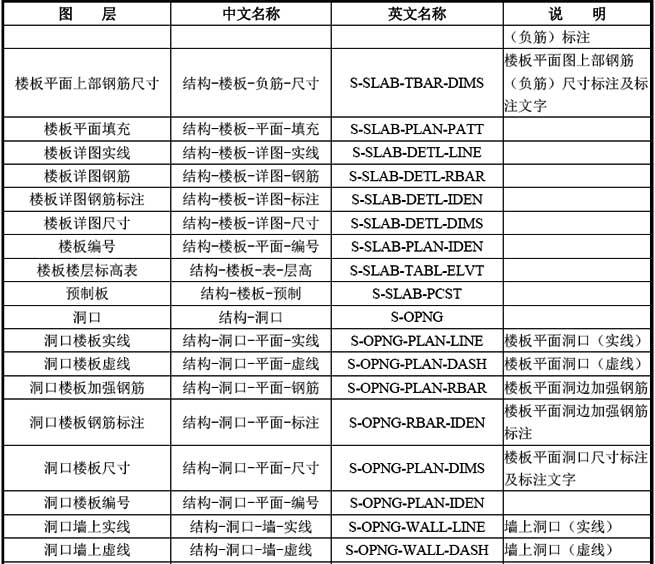 图 层 中文名称 英文名称 说 明
（负筋）标注
楼板平面上部钢筋尺寸 结构-楼板-负筋-尺寸 S-SLAB-TBAR-DIMS 楼板平面图上部钢筋
（负筋）尺寸标注及标
注文字
楼板平面填充 结构-楼板-平面-填充 S-SLAB-PLAN-PATT
楼板详图实线 结构-楼板-详图-实线 S-SLAB-DETL-LINE
楼板详图钢筋 结构-楼板-详图-钢筋 S-SLAB-DETL-RBAR
楼板详图钢筋标注 结构-楼板-详图-标注 S-SLAB-DETL-IDEN
楼板详图尺寸 结构-楼板-详图-尺寸 S-SLAB-DETL-DIMS
楼板编号 结构-楼板-平面-编号 S-SLAB-PLAN-IDEN
楼板楼层标高表 结构-楼板-表-层高 S-SLAB-TABL-ELVT
预制板 结构-楼板-预制 S-SLAB-PCST
洞口 结构-洞口 S-OPNG
洞口楼板实线 结构-洞口-平面-实线 S-OPNG-PLAN-LINE 楼板平面洞口（实线）
洞口楼板虚线 结构-洞口-平面-虚线 S-OPNG-PLAN-DASH 楼板平面洞口（虚线）
洞口楼板加强钢筋 结构-洞口-平面-钢筋 S-OPNG-PLAN-RBAR 楼板平面洞边加强钢筋
洞口楼板钢筋标注 结构-洞口-平面-标注 S-OPNG-RBAR-IDEN 楼板平面洞边加强钢筋
标注
洞口楼板尺寸 结构-洞口-平面-尺寸 S-OPNG-PLAN-DIMS 楼板平面洞口尺寸标注
及标注文字
洞口楼板编号 结构-洞口-平面-编号 S-OPNG-PLAN-IDEN
洞口墙上实线 结构-洞口-墙-实线 S-OPNG-WALL-LINE 墙上洞口（实线）
洞口墙上虚线 结构-洞口-墙-虚线 S-OPNG-WALL-DASH 墙上洞口（虚线）